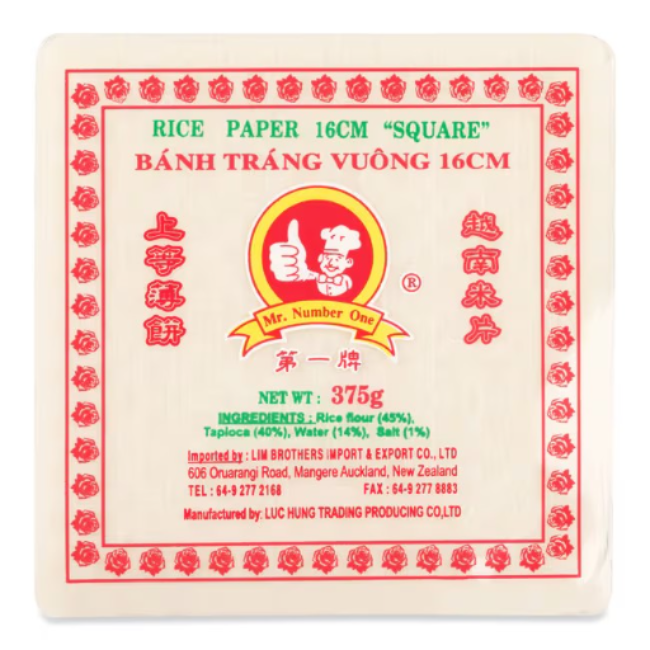 RICE PAPER 16CM “SQUARE”
BÁNH TRÁNG VUÔNG 16CM
上等薄餅
越南米片
®
Mr. Number One
第一牌
NET WT : 375g
INGREDIENTS : Rice flour (45%),
Tapioca (40%), Water (14%), Salt (1%)
Imported by : LIM BROTHERS IMPORT & EXPORT CO., LTD
606 Oruarangi Road, Mangere Auckland, New Zealand
TEL : 64-9 277 2168 FAX : 64-9 277 8883
Manufactured by: LUC HUNG TRADING PRODUCING CO,LTD